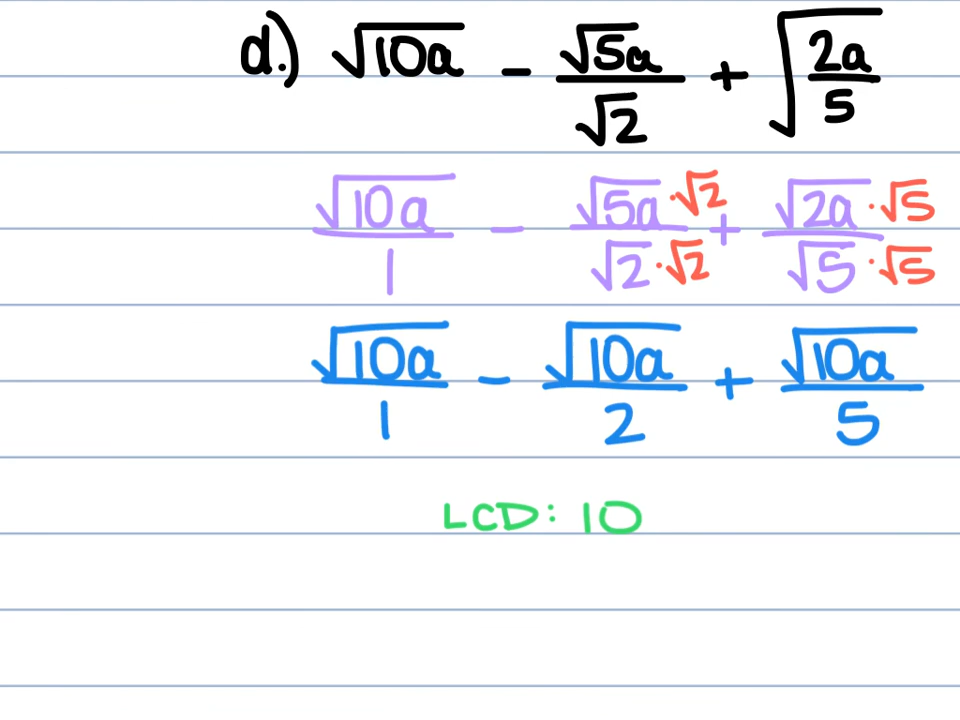 d.) √10a - √5a/√2 + √(2a/5)
√10a/1 - √5a·√2/√2·√2 + √2a·√5/√5·√5
√10a/1 - √10a/2 + √10a/5
LCD: 10